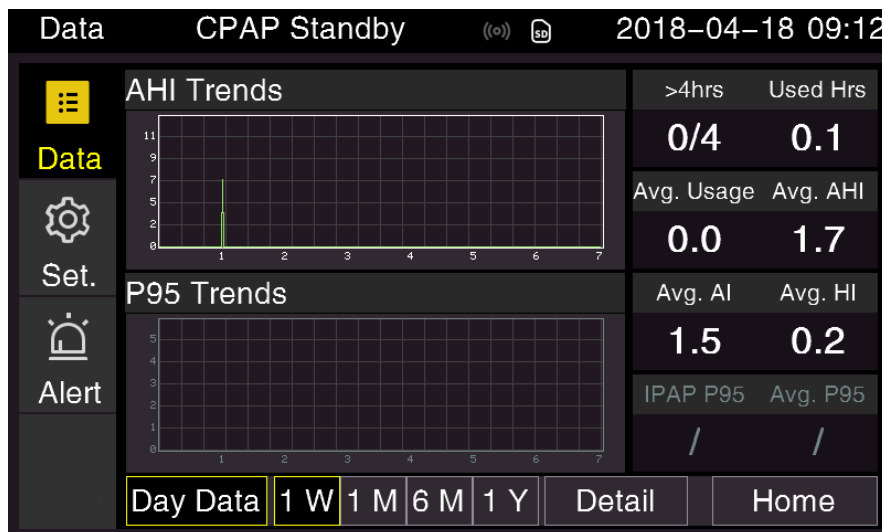 Data CPAP Standby ((o)) SD 2018-04-18 09:12
Data
Set.
Alert
AHI Trends
11
9
7
5
2
0
1 2 3 4 5 6 7
P95 Trends
5
4
3
2
1
0
1 2 3 4 5 6 7
>4hrs Used Hrs
0/4 0.1
Avg. Usage Avg. AHI
0.0 1.7
Avg. AI Avg. HI
1.5 0.2
IPAP P95 Avg. P95
/ /
Day Data 1 W 1 M 6 M 1 Y Detail Home